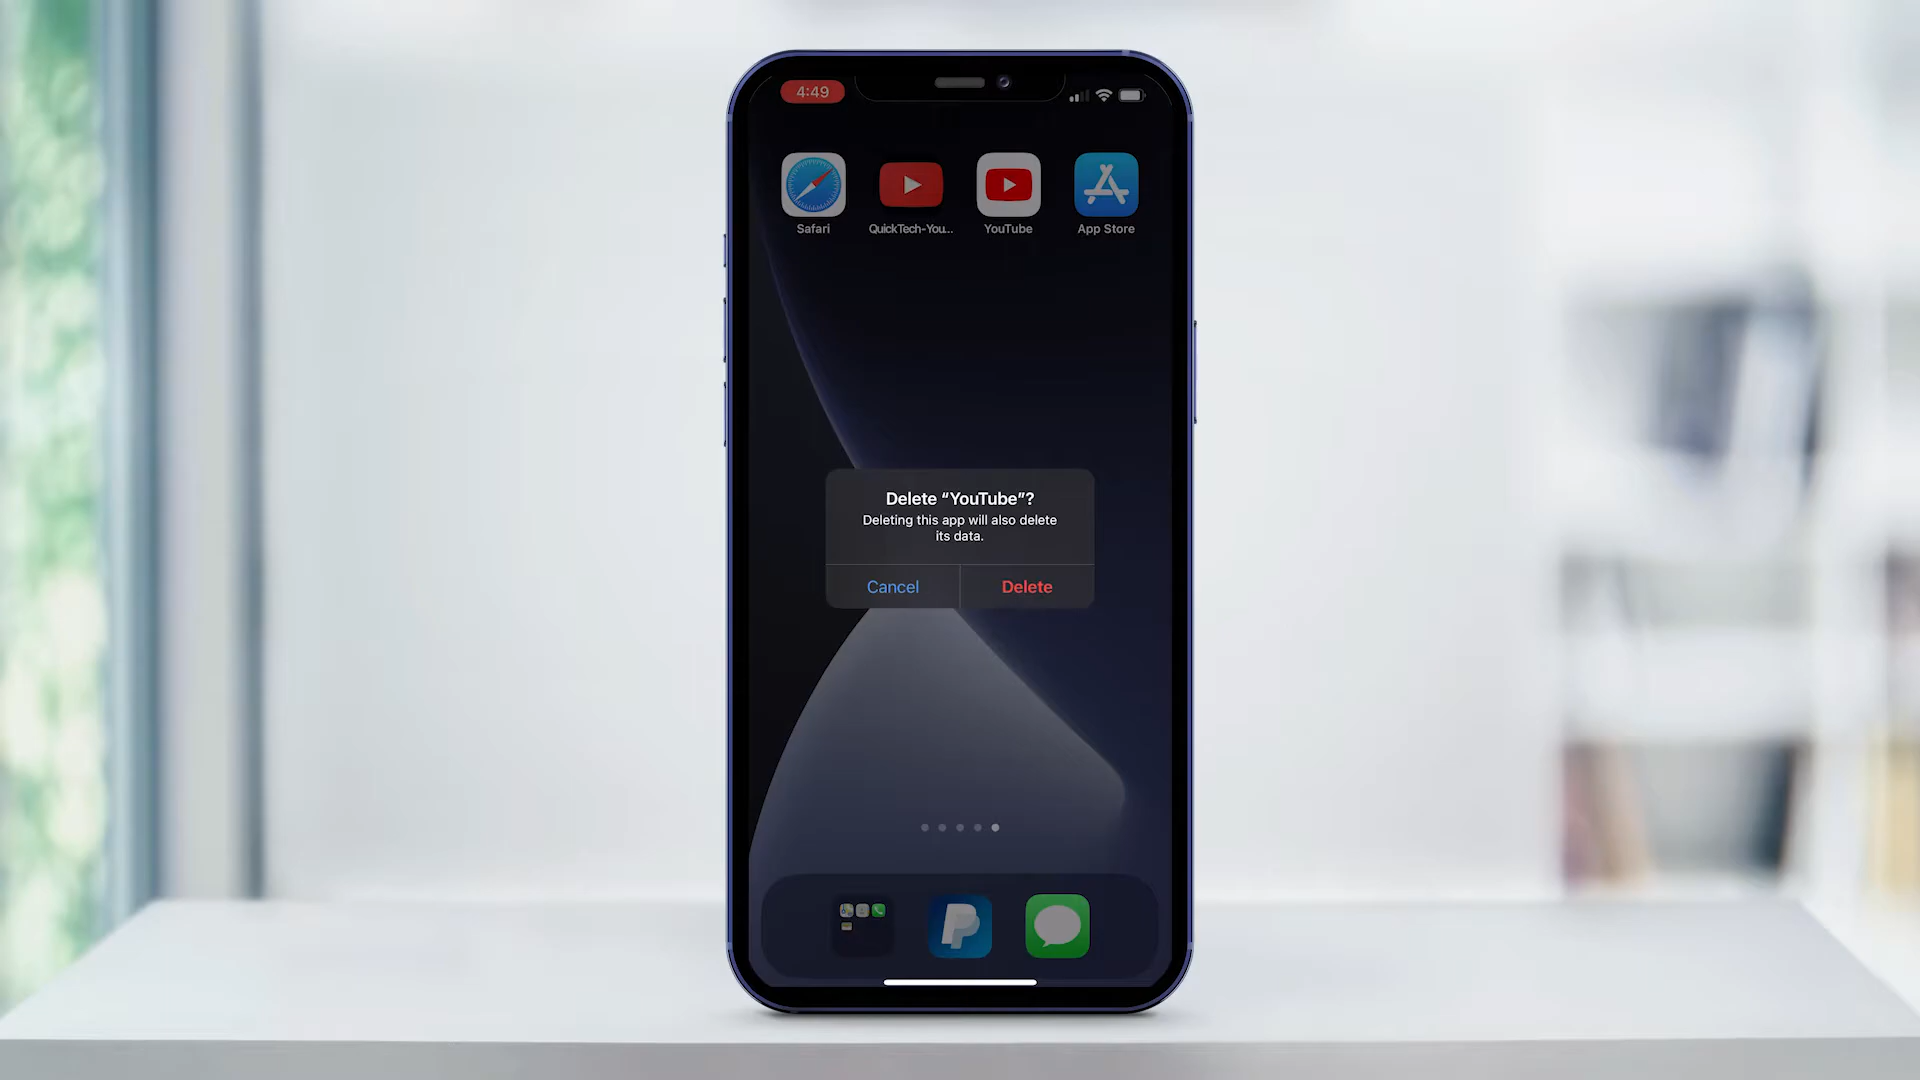 4:49
Safari
QuickTech-You...
YouTube
App Store
Delete “YouTube”?
Deleting this app will also delete
its data.
Cancel
Delete